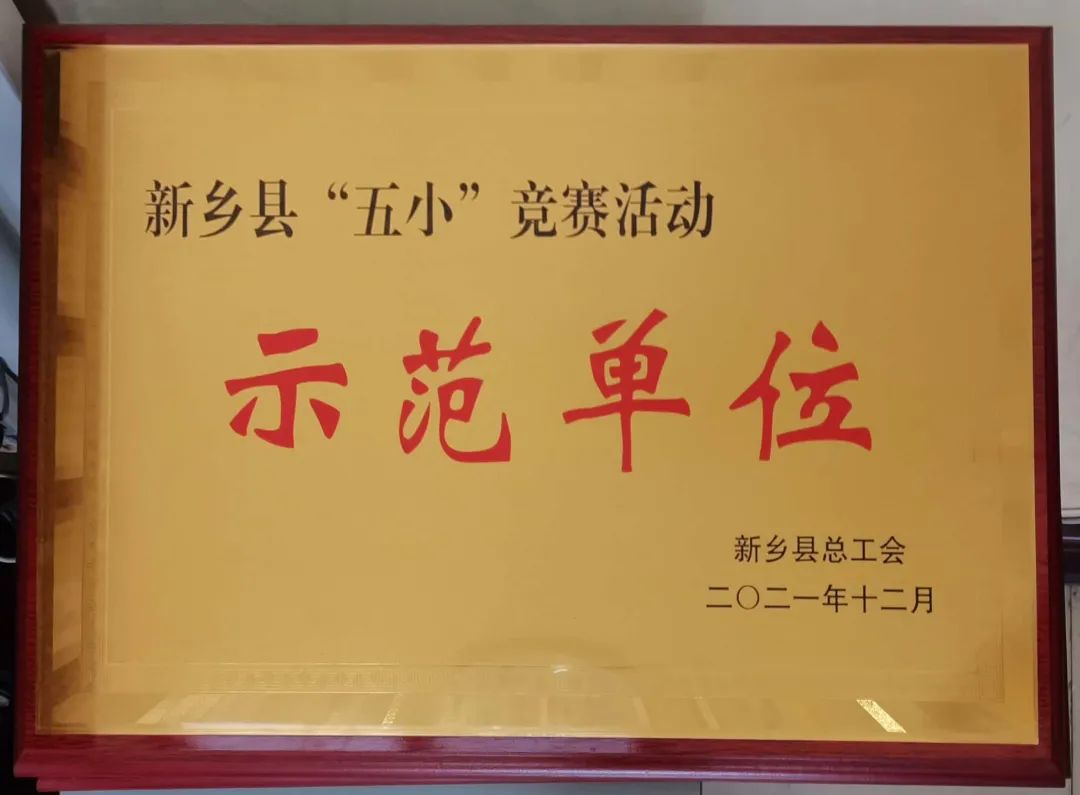 新乡县“五小”竞赛活动
示范单位
新乡县总工会
二〇二一年十二月